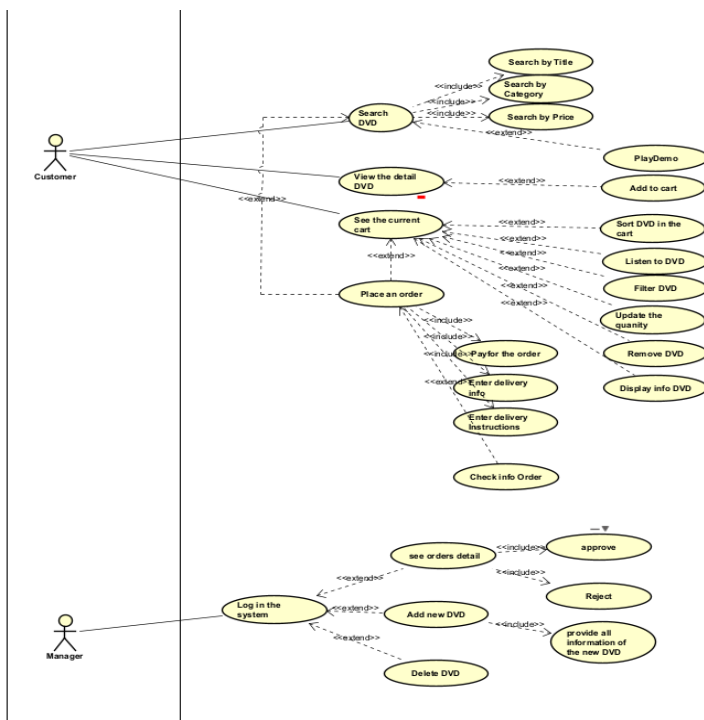 Search by Title
<<include>>
Search by
Category
<<include>>
Search
DVD
<<include>>
Search by Price
<<extend>>
PlayDemo
Customer
View the detail
DVD
<<extend>>
Add to cart
<<extend>>
See the current
cart
<<extend>>
Sort DVD in the
cart
<<extend>>
Listen to DVD
<<extend>>
<<extend>>
<<extend>>
Filter DVD
Place an order
<<extend>>
<<extend>>
Update the
quanity
<<include>>
<<include>>
<<include>>
Payfor the order
Remove DVD
<<extend>>
Enter delivery
info
Display info DVD
Enter delivery
Instructions
Check info Order
see orders detail
<<include>>
approve
<<include>>
<<extend>>
Reject
Log in the
system
<<extend>>
Add new DVD
<<include>>
provide all
information of
the new DVD
Manager
<<extend>>
Delete DVD